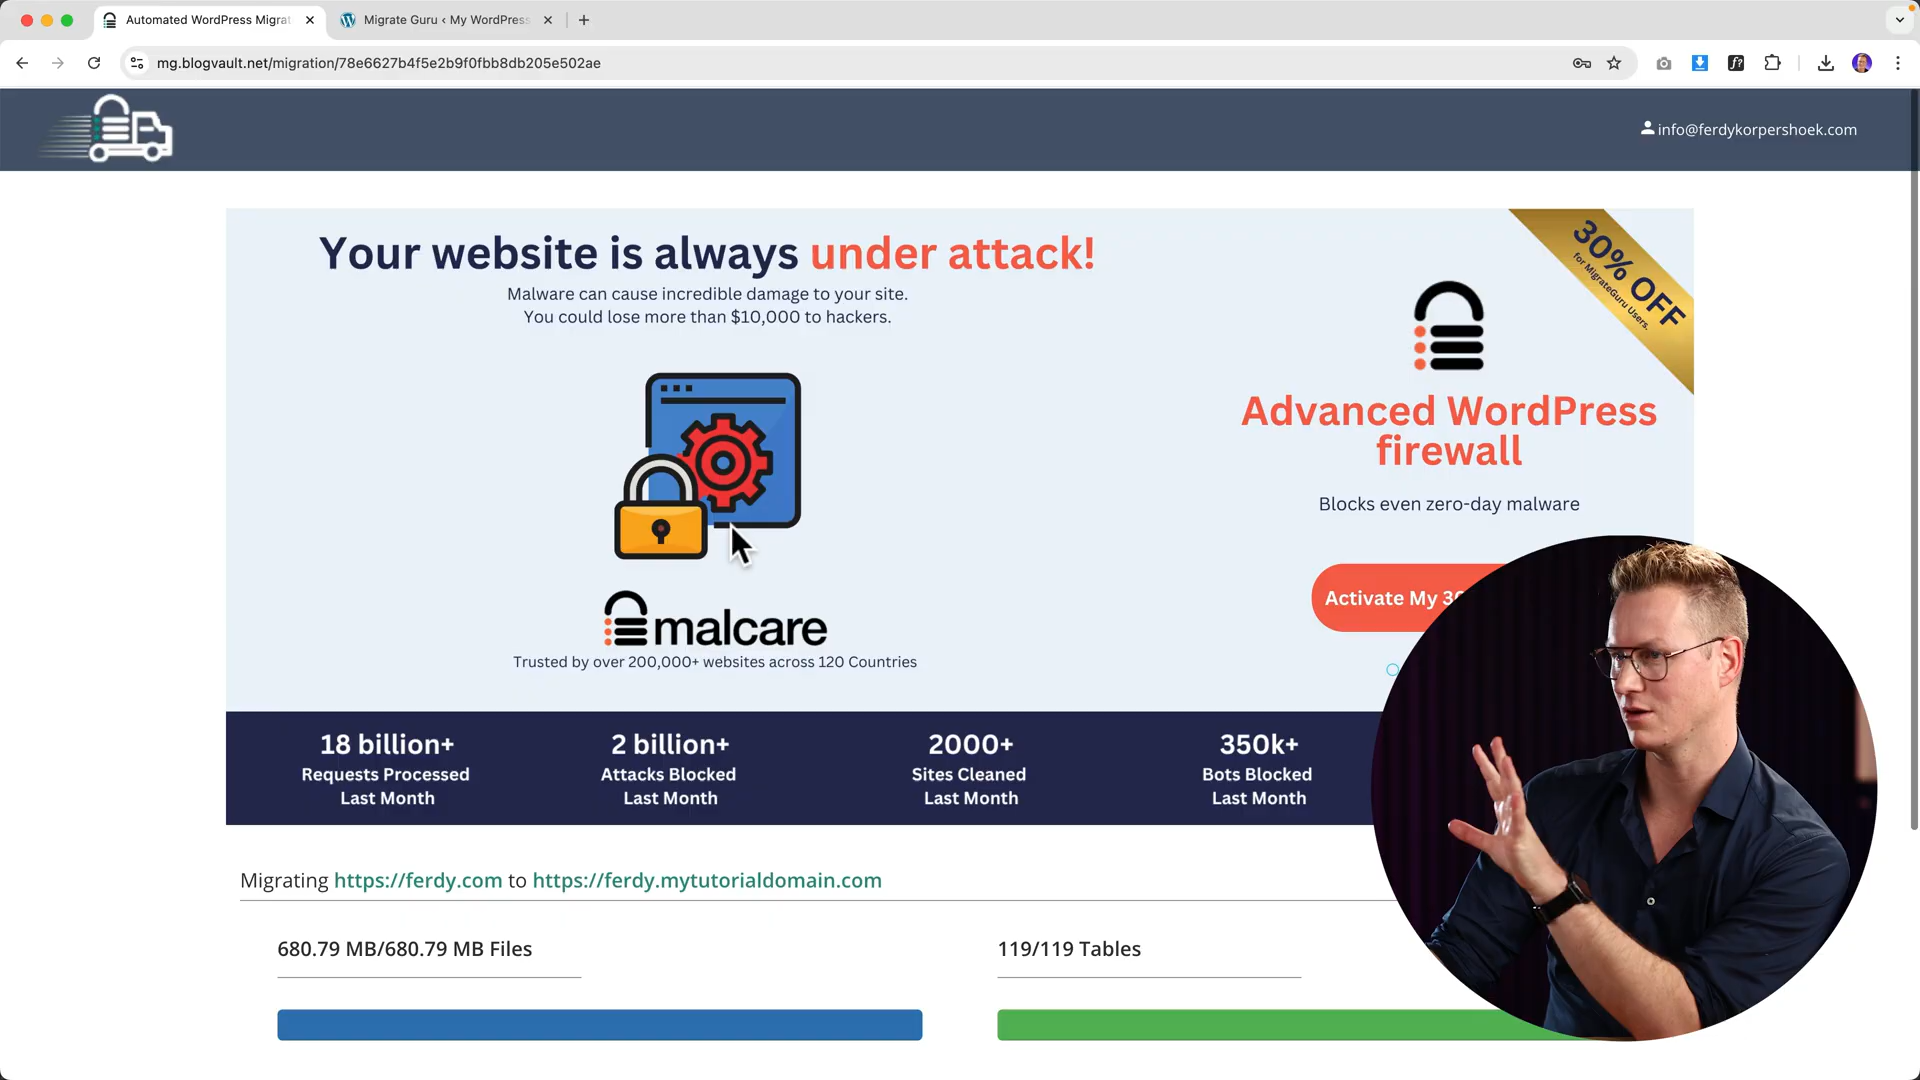 Automated WordPress Migrat
Migrate Guru ‹ My WordPress
mg.blogvault.net/migration/78e6627b4f5e2b9f0fbb8db205e502ae
info@ferdykorpershoek.com
Your website is always under attack!
Malware can cause incredible damage to your site.
You could lose more than $10,000 to hackers.
malcare
Trusted by over 200,000+ websites across 120 Countries
30% OFF
for MigrateGuru Users.
Advanced WordPress
firewall
Blocks even zero-day malware
Activate My 30
18 billion+
Requests Processed
Last Month
2 billion+
Attacks Blocked
Last Month
2000+
Sites Cleaned
Last Month
350k+
Bots Blocked
Last Month
Migrating https://ferdy.com to https://ferdy.mytutorialdomain.com
680.79 MB/680.79 MB Files
119/119 Tables